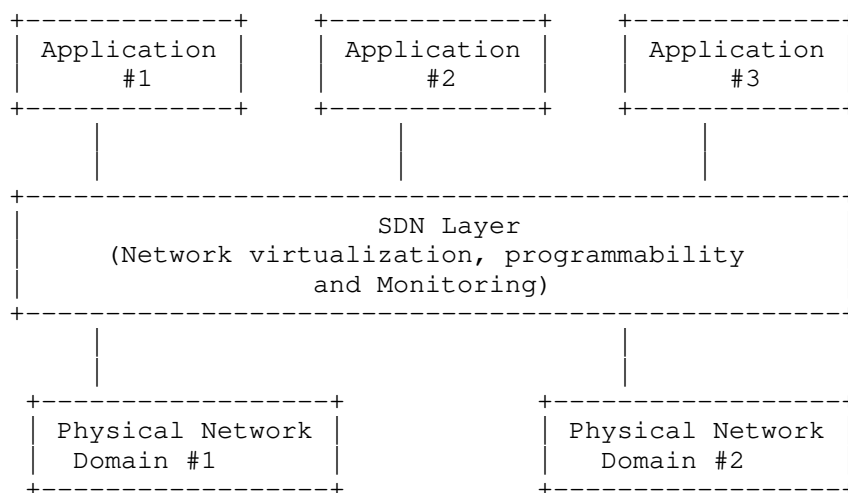 Application Application Application
#1 #2 #3
SDN Layer
(Network virtualization, programmability
and Monitoring)
Physical Network Physical Network
Domain #1 Domain #2